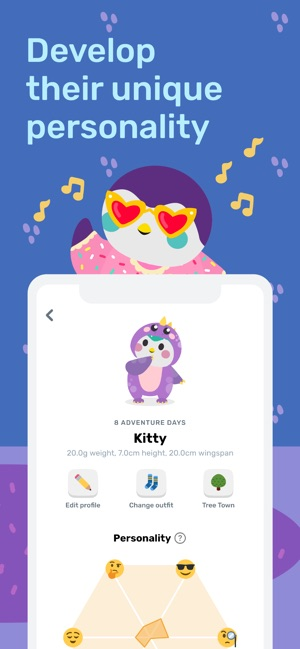 Develop
their unique
personality
8 ADVENTURE DAYS
Kitty
20.0g weight, 7.0cm height, 20.0cm wingspan
Edit profile
Change outfit
Tree Town
Personality ?